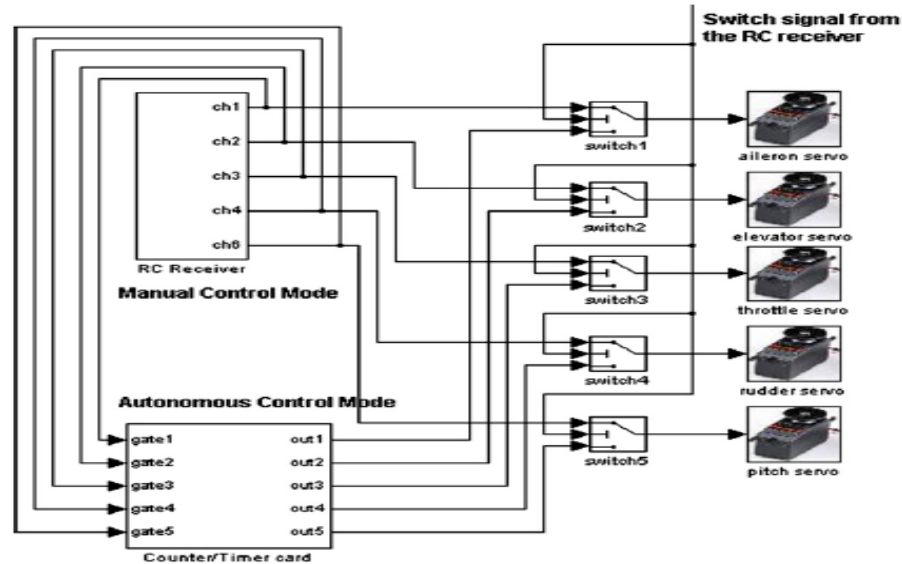 Switch signal from
the RC receiver
ch1
ch2
ch3
ch4
ch6
RC Receiver
Manual Control Mode
switch1
aileron servo
switch2
elevator servo
switch3
throttle servo
switch4
rudder servo
switch5
pitch servo
Autonomous Control Mode
gate1
out1
gate2
out2
gate3
out3
gate4
out4
gate5
out5
Counter/Timer card